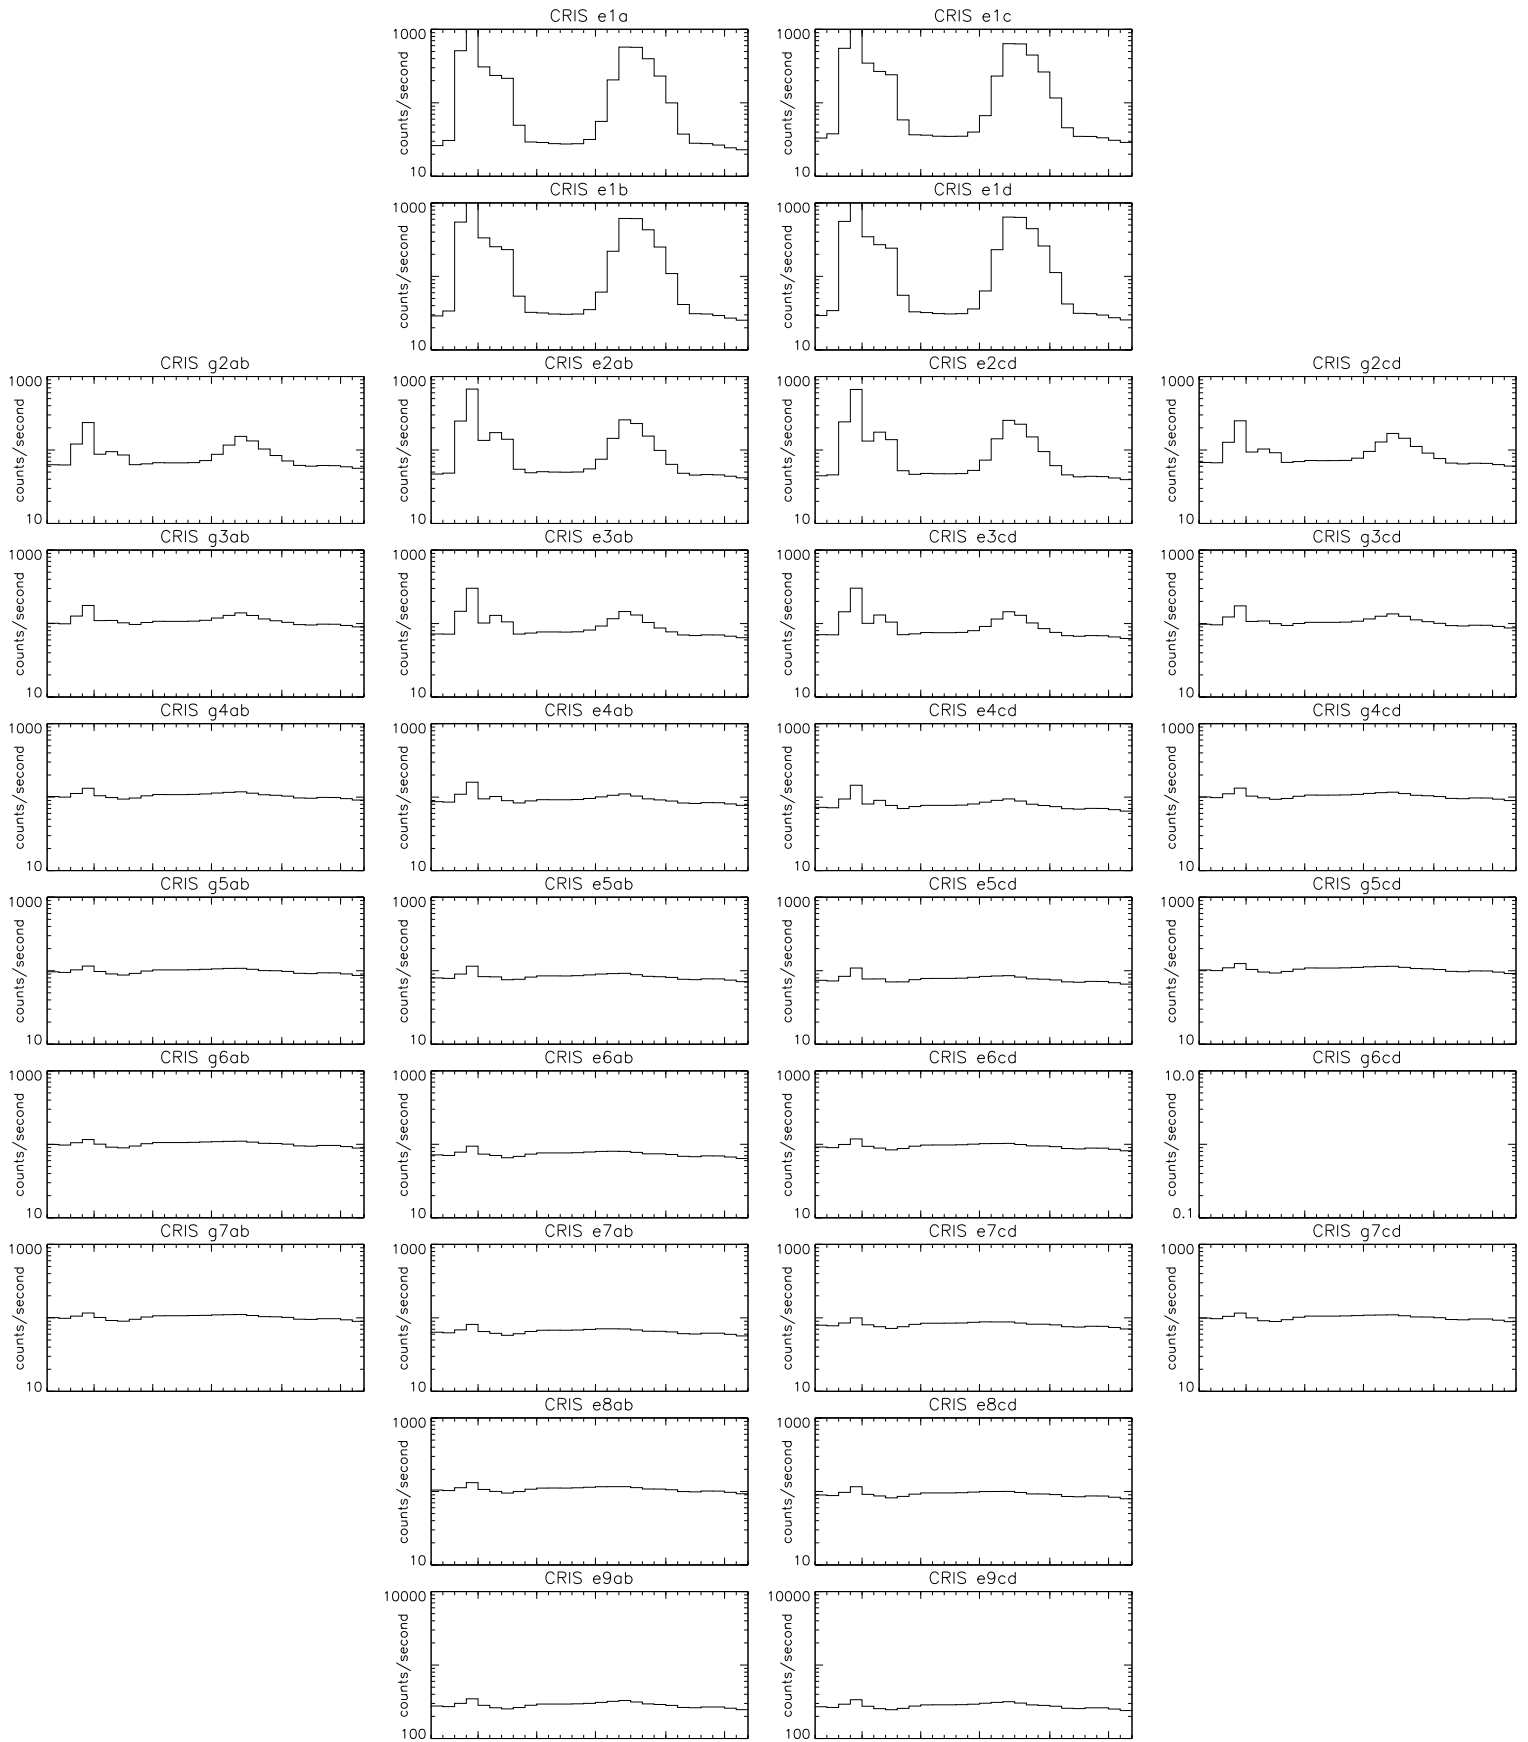 CRIS e1a CRIS e1c
1000 1000
counts/second counts/second
10 10
CRIS e1b CRIS e1d
1000 1000
counts/second counts/second
10 10
CRIS g2ab CRIS e2ab CRIS e2cd CRIS g2cd
1000 1000 1000 1000
counts/second counts/second counts/second counts/second
10 10 10 10
CRIS g3ab CRIS e3ab CRIS e3cd CRIS g3cd
1000 1000 1000 1000
counts/second counts/second counts/second counts/second
10 10 10 10
CRIS g4ab CRIS e4ab CRIS e4cd CRIS g4cd
1000 1000 1000 1000
counts/second counts/second counts/second counts/second
10 10 10 10
CRIS g5ab CRIS e5ab CRIS e5cd CRIS g5cd
1000 1000 1000 1000
counts/second counts/second counts/second counts/second
10 10 10 10
CRIS g6ab CRIS e6ab CRIS e6cd CRIS g6cd
1000 1000 1000 10.0
counts/second counts/second counts/second counts/second
10 10 10 0.1
CRIS g7ab CRIS e7ab CRIS e7cd CRIS g7cd
1000 1000 1000 1000
counts/second counts/second counts/second counts/second
10 10 10 10
CRIS e8ab CRIS e8cd
1000 1000
counts/second counts/second
10 10
CRIS e9ab CRIS e9cd
10000 10000
counts/second counts/second
100 100